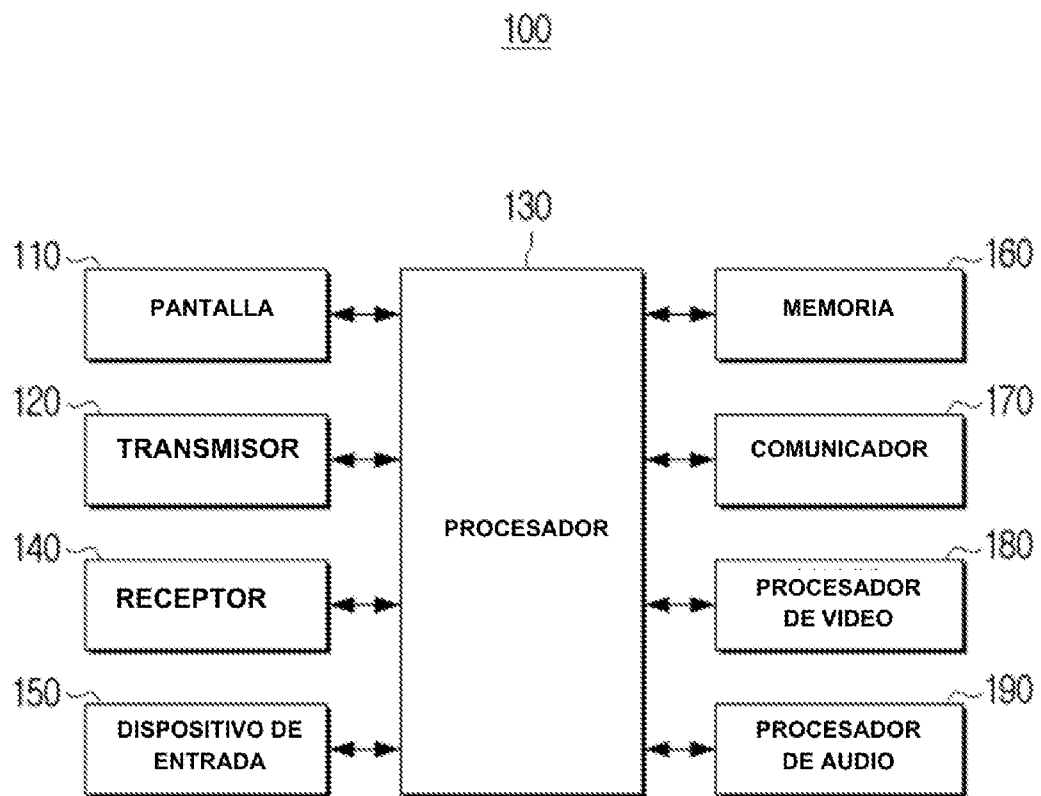 100
130
110
PANTALLA
160
MEMORIA
120
TRANSMISOR
170
COMUNICADOR
PROCESADOR
140
RECEPTOR
180
PROCESADOR
DE VIDEO
150
DISPOSITIVO DE
ENTRADA
190
PROCESADOR
DE AUDIO